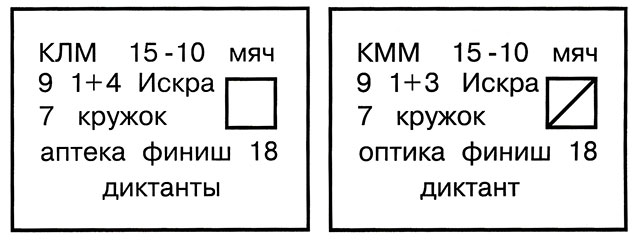 КЛМ 15-10 мяч
9 1+4 Искра
7 кружок
аптека финиш 18
диктанты
КММ 15-10 мяч
9 1+3 Искра
7 кружок
оптика финиш 18
диктант